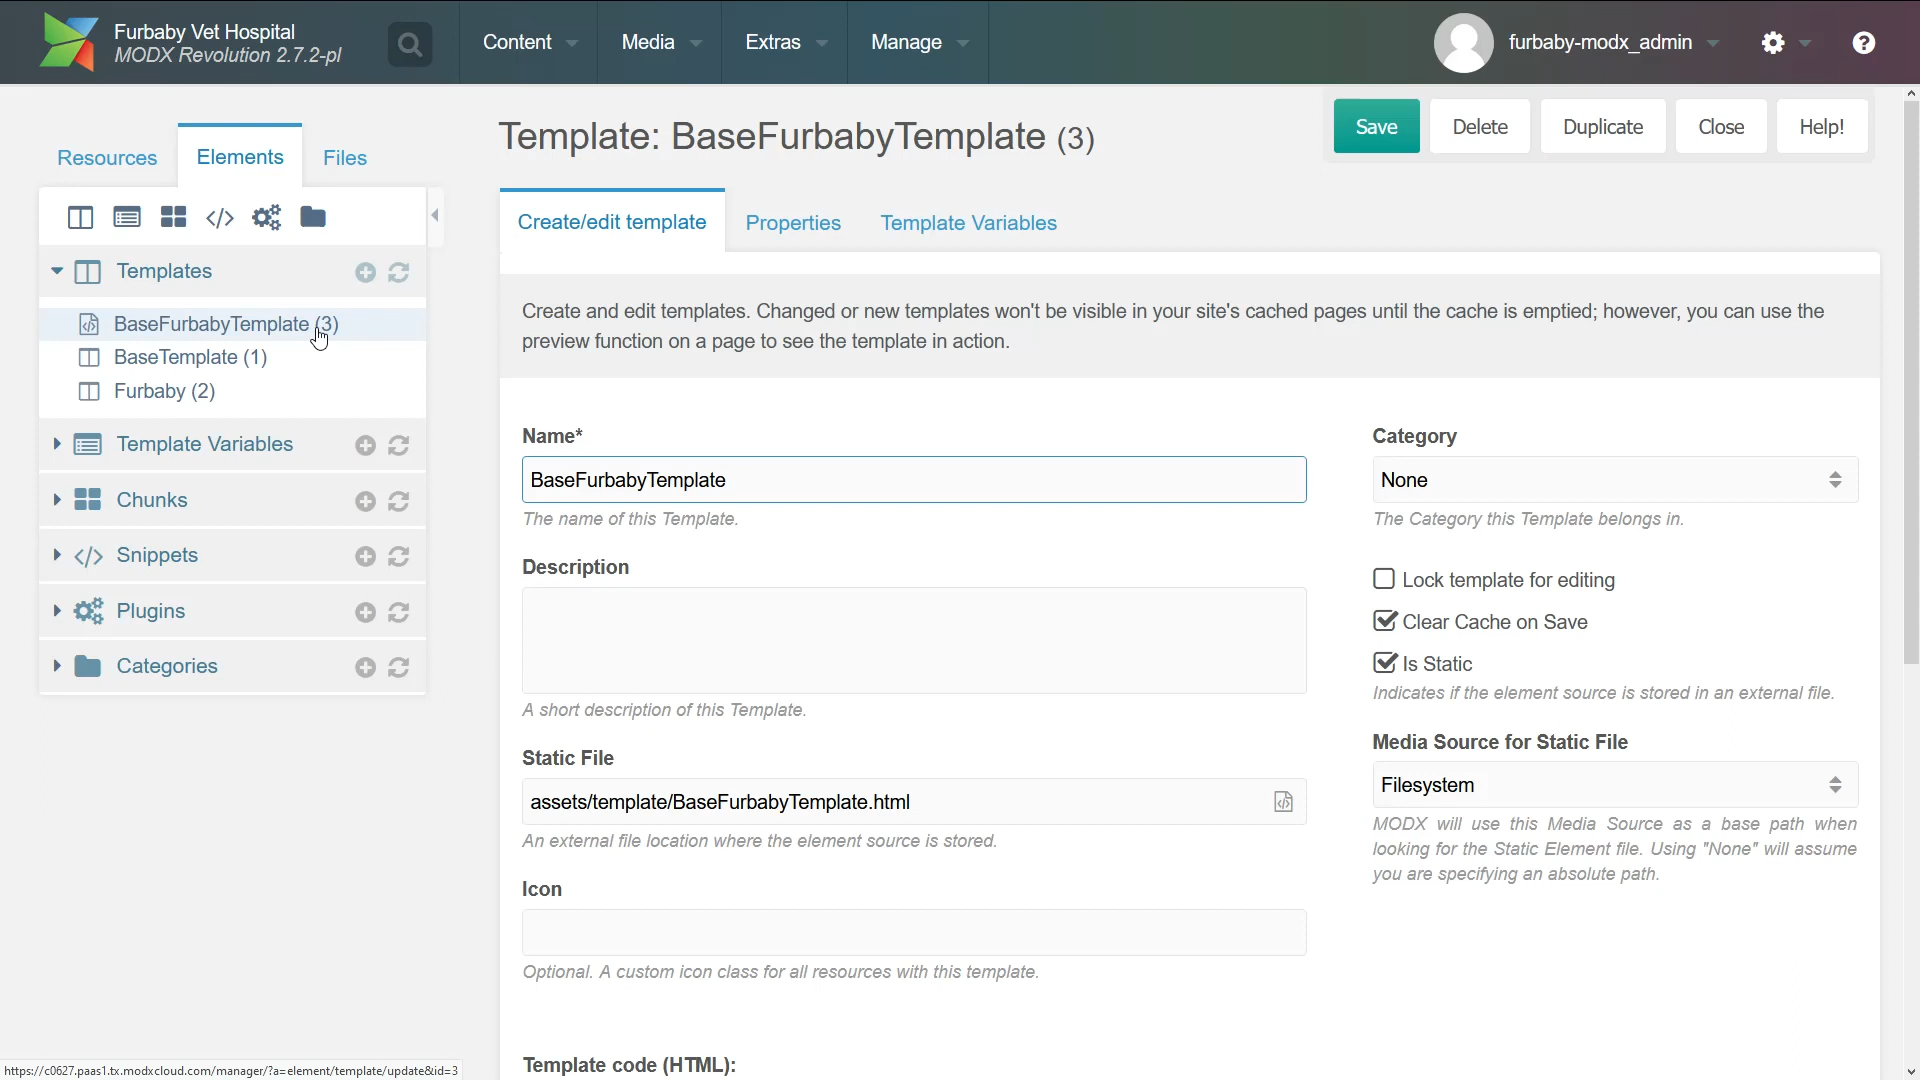 Furbaby Vet Hospital
MODX Revolution 2.7.2-pl
Content
Media
Extras
Manage
furbaby-modx_admin
Resources
Elements
Files
Templates
BaseFurbabyTemplate (3)
BaseTemplate (1)
Furbaby (2)
Template Variables
Chunks
Snippets
Plugins
Categories
Template: BaseFurbabyTemplate (3)
Save
Delete
Duplicate
Close
Help!
Create/edit template
Properties
Template Variables
Create and edit templates. Changed or new templates won't be visible in your site's cached pages until the cache is emptied; however, you can use the
preview function on a page to see the template in action.
Name*
BaseFurbabyTemplate
The name of this Template.
Description
A short description of this Template.
Static File
assets/template/BaseFurbabyTemplate.html
An external file location where the element source is stored.
Icon
Optional. A custom icon class for all resources with this template.
Template code (HTML):
Category
None
The Category this Template belongs in.
Lock template for editing
Clear Cache on Save
Is Static
Indicates if the element source is stored in an external file.
Media Source for Static File
Filesystem
MODX will use this Media Source as a base path when
looking for the Static Element file. Using "None" will assume
you are specifying an absolute path.
https://c0627.paas1.tx.modxcloud.com/manager/?a=element/template/update&id=3